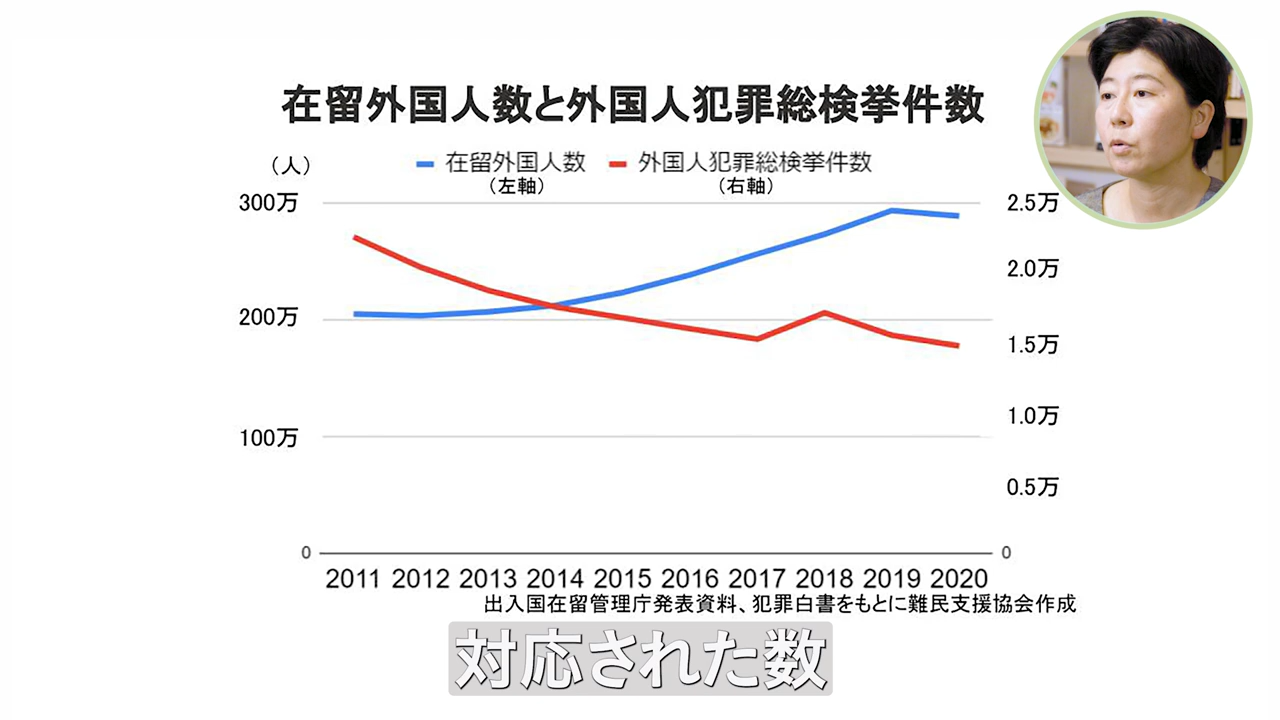 在留外国人数と外国人犯罪総検挙件数
（人）
在留外国人数
（左軸）
外国人犯罪総検挙件数
（右軸）
300万
200万
100万
0
2.5万
2.0万
1.5万
1.0万
0.5万
0
2011 2012 2013 2014 2015 2016 2017 2018 2019 2020
出入国在留管理庁発表資料、犯罪白書をもとに難民支援協会作成
対応された数